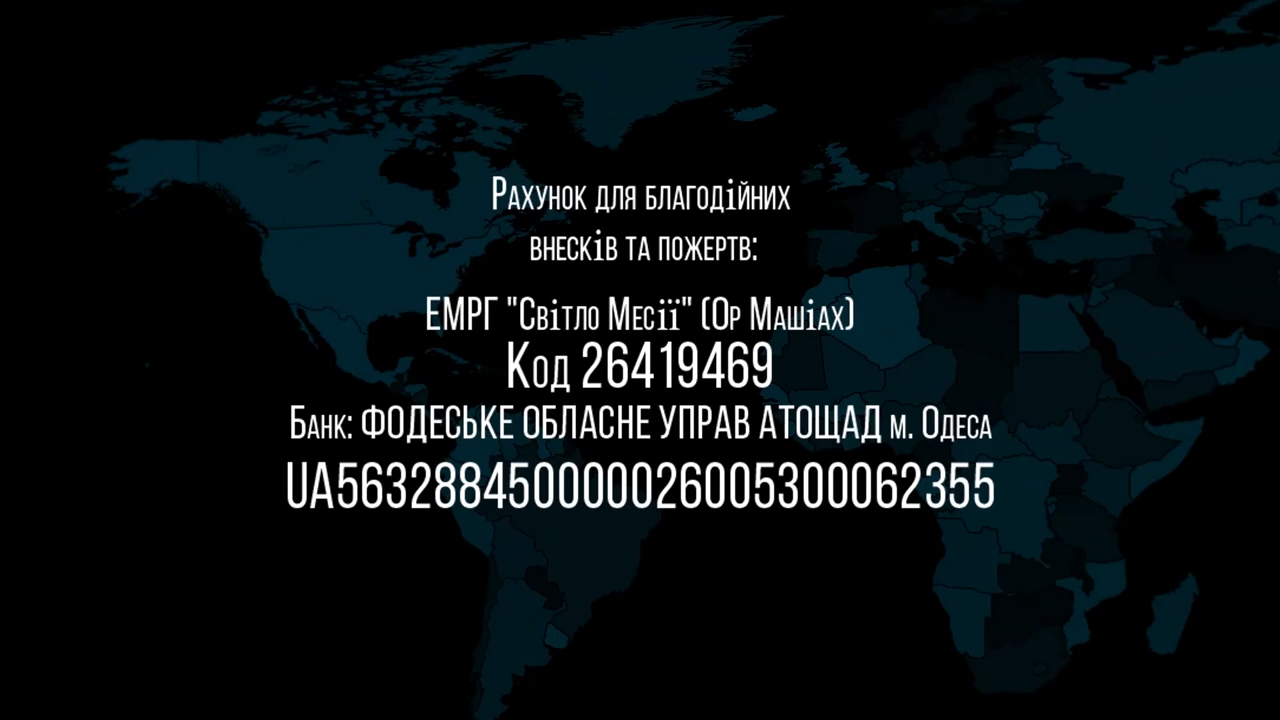 Рахунок для благодійних
внесків та пожертв:
ЕМРГ "Світло Месії" (Ор Машіах)
Код 26419469
Банк: ФОДЕСЬКЕ ОБЛАСНЕ УПРАВ АТОЩАД м. Одеса
UA563288450000026005300062355